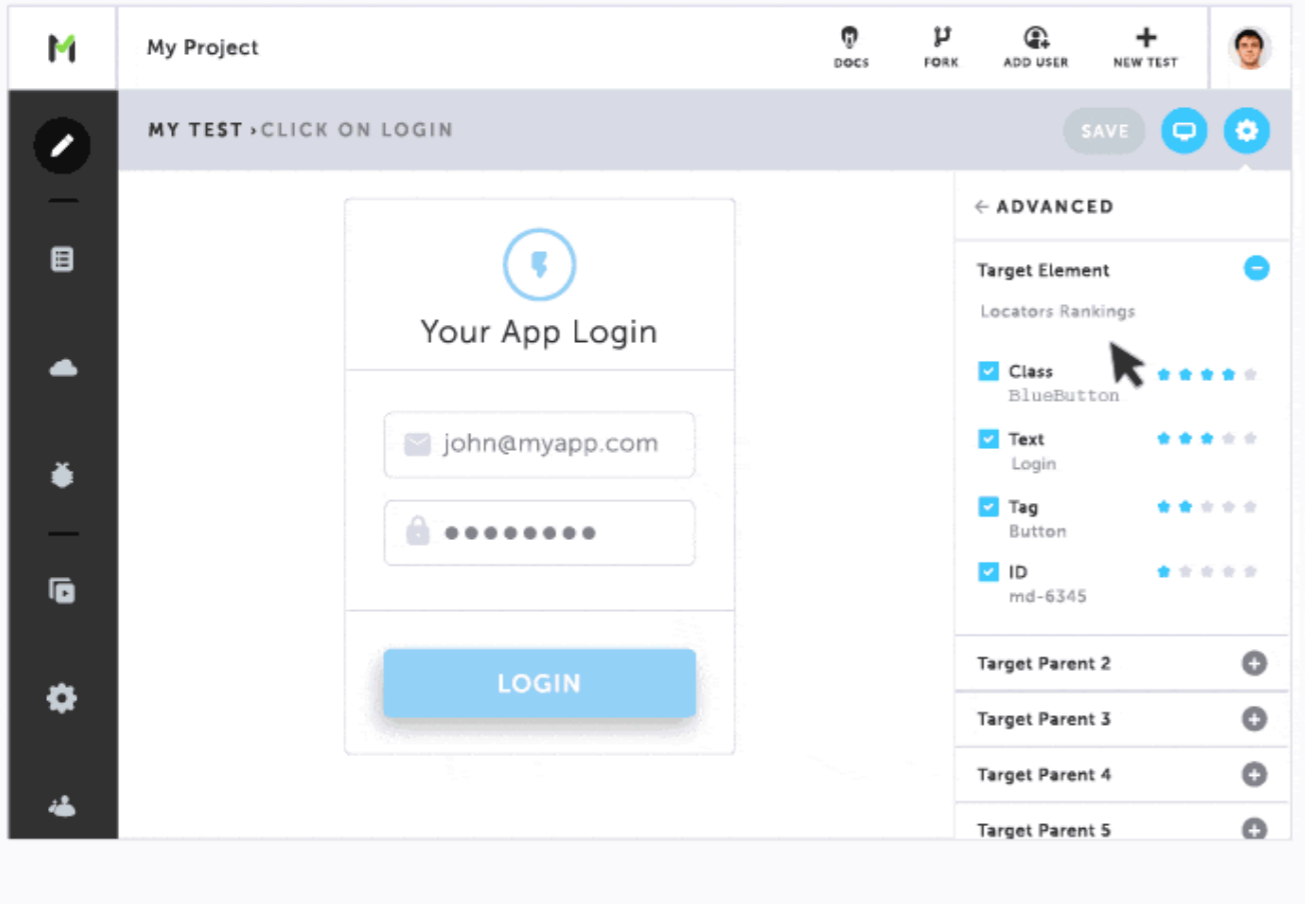 My Project
DOCS
FORK
ADD USER
NEW TEST
MY TEST ›CLICK ON LOGIN
SAVE
← ADVANCED
Your App Login
john@myapp.com
LOGIN
Target Element
Locators Rankings
Class
BlueButton
Text
Login
Tag
Button
ID
md-6345
Target Parent 2
Target Parent 3
Target Parent 4
Target Parent 5